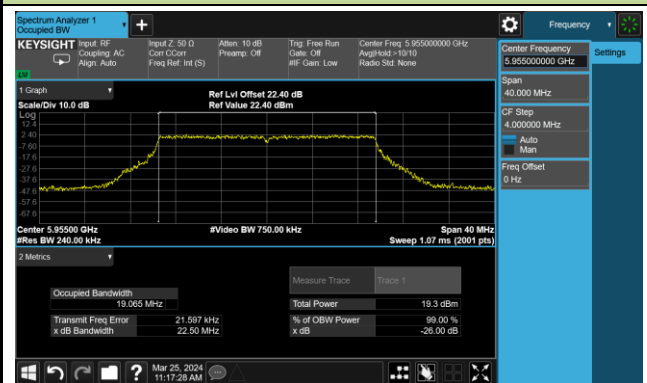 Spectrum Analyzer 1
Occupied BW
Frequency
KEYSIGHT
Input: RF
Coupling: AC
Align: Auto
Input Z: 50 Ω
Corr CCorr
Freq Ref: Int (S)
Atten: 10 dB
Preamp: Off
Trig: Free Run
Gate: Off
#IF Gain: Low
Center Freq: 5.955000000 GHz
Avg|Hold:>10/10
Radio Std: None
LXI
Center Frequency
5.955000000 GHz
Settings
Span
40.000 MHz
CF Step
4.000000 MHz
Auto
Man
Freq Offset
0 Hz
1 Graph
Scale/Div 10.0 dB
Ref Lvl Offset 22.40 dB
Ref Value 22.40 dBm
Log
12.4
2.40
-7.60
-17.6
-27.6
-37.6
-47.6
-57.6
-67.6
Center 5.95500 GHz
#Video BW 750.00 kHz
Span 40 MHz
#Res BW 240.00 kHz
Sweep 1.07 ms (2001 pts)
2 Metrics
Measure Trace
Trace 1
Occupied Bandwidth
19.065 MHz
Total Power
19.3 dBm
Transmit Freq Error
21.597 kHz
% of OBW Power
99.00 %
x dB Bandwidth
22.50 MHz
x dB
-26.00 dB
?
Mar 25, 2024
11:17:28 AM